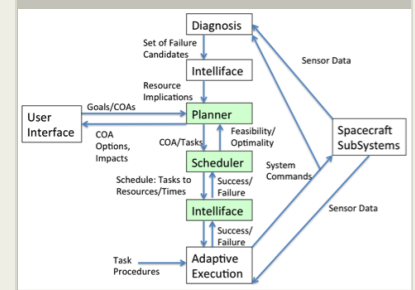 Diagnosis
Set of Failure
Candidates
Sensor Data
Intelliface
Resource
Implications
Goals/COAs
User
Interface
Planner
COA
Options,
Impacts
COA/Tasks
Feasibility/
Optimality
Spacecraft
SubSystems
Scheduler
System
Commands
Schedule: Tasks to
Resources/Times
Success/
Failure
Intelliface
Sensor Data
Success/
Failure
Task
Procedures
Adaptive
Execution